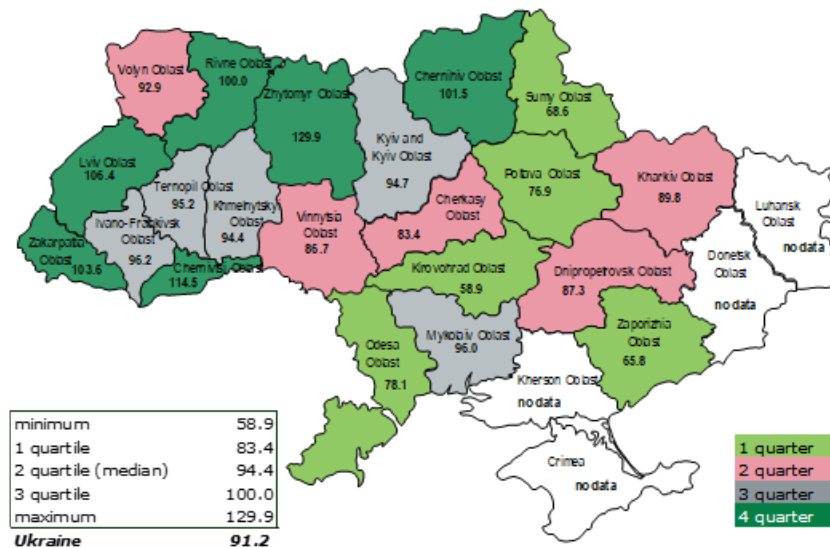 Volyn Oblast
92.9
Rivne Oblast
100.0
Zhytomyr Oblast
129.9
Chernihiv Oblast
101.5
Sumy Oblast
68.6
Kyiv and
Kyiv Oblast
94.7
Lviv Oblast
106.4
Ternopil Oblast
95.2
Khmelnytskyi
Oblast
94.4
Ivano-Frankivsk
Oblast
96.2
Zakarpattia
Oblast
103.6
Chernivtsi Oblast
114.5
Vinnytsia
Oblast
86.7
Cherkasy
Oblast
83.4
Poltava Oblast
76.9
Kharkiv Oblast
89.8
Luhansk
Oblast
no data
Donetsk
Oblast
no data
Kirovohrad Oblast
58.9
Dnipropetrovsk Oblast
87.3
Zaporizhia
Oblast
65.8
Odesa
Oblast
78.1
Mykolaiv Oblast
96.0
Kherson Oblast
no data
Crimea
no data
minimum 58.9
1 quartile 83.4
2 quartile (median) 94.4
3 quartile 100.0
maximum 129.9
Ukraine 91.2
1 quarter
2 quarter
3 quarter
4 quarter